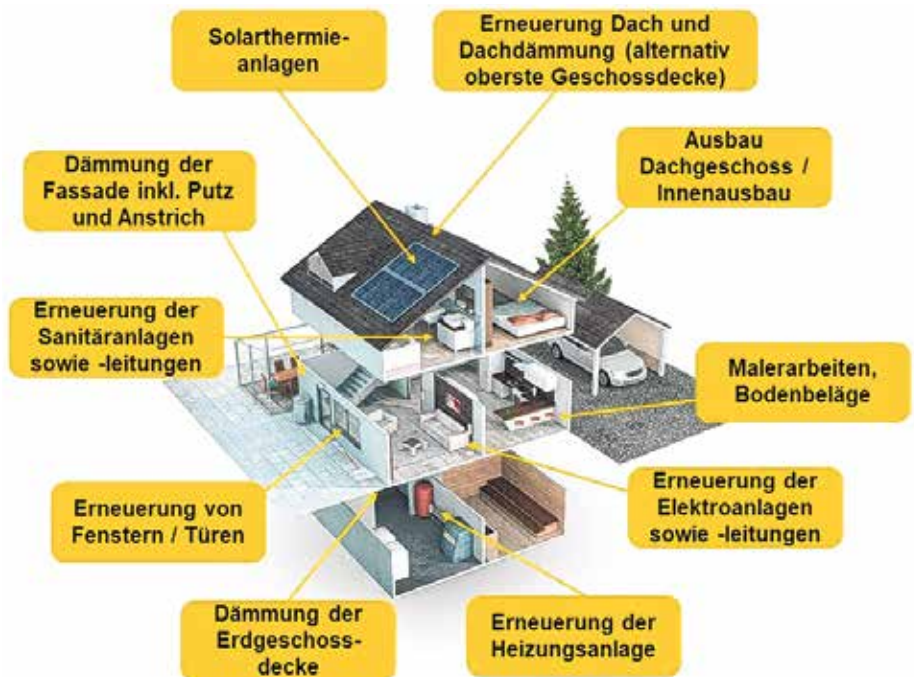 Solarthermie-
anlagen
Erneuerung Dach und
Dachdämmung (alternativ
oberste Geschossdecke)
Ausbau
Dachgeschoss /
Innenausbau
Dämmung der
Fassade inkl. Putz
und Anstrich
Erneuerung der
Sanitäranlagen
sowie -leitungen
Malerarbeiten,
Bodenbeläge
Erneuerung von
Fenstern / Türen
Erneuerung der
Elektroanlagen
sowie -leitungen
Dämmung der
Erdgeschoss-
decke
Erneuerung der
Heizungsanlage